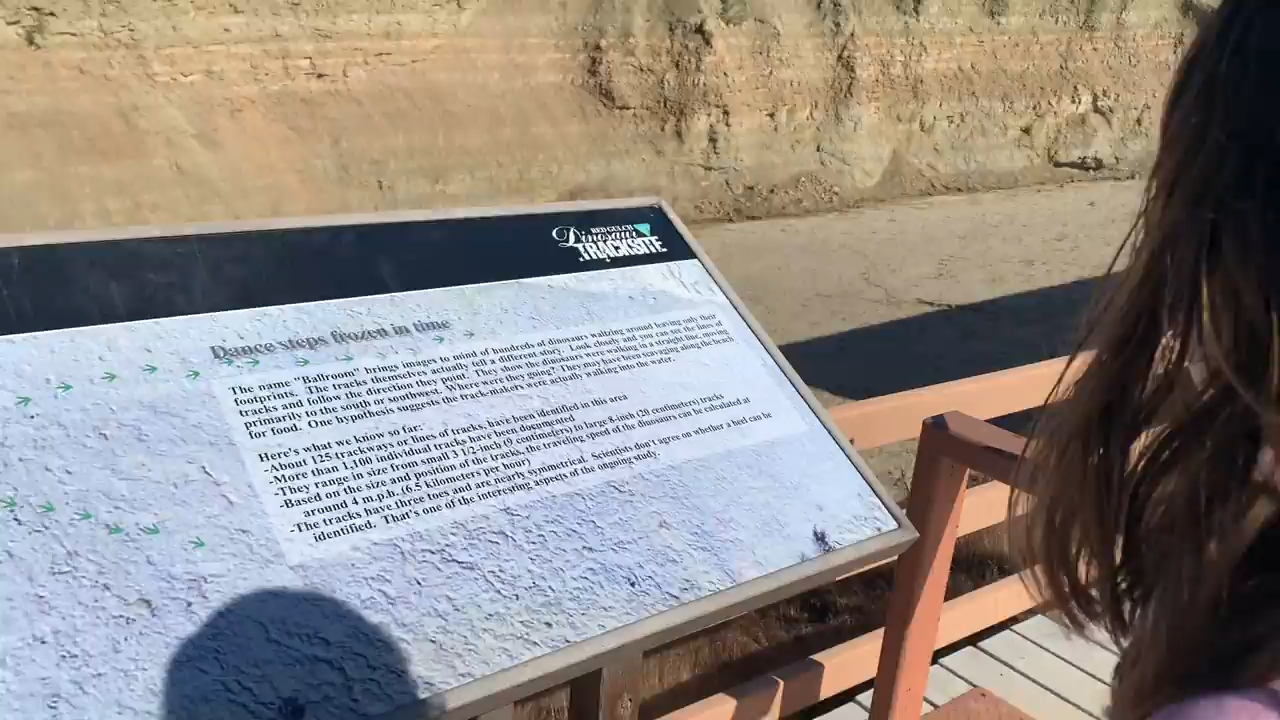 RED GULCH
Dinosaur
TRACKSITE
Dance steps frozen in time
The name "Ballroom" brings images to mind of hundreds of dinosaurs waltzing around leaving only their
footprints. The tracks themselves actually tell a different story. Look closely and you can see the lines of
tracks and follow the direction they point. They show the dinosaurs were walking in a straight line, moving
primarily to the south or southwest. Where were they going? They may have been scavaging along the beach
for food. One hypothesis suggests the track-makers were actually walking into the water.
Here's what we know so far:
-About 125 trackways or lines of tracks, have been identified in this area
-More than 1,100 individual tracks have been documented
-They range in size from small 3 1/2-inch (9 centimeters) to large 8-inch (20 centimeters) tracks
-Based on the size and position of the tracks, the traveling speed of the dinosaurs can be calculated at
around 4 m.p.h. (6.5 kilometers per hour)
-The tracks have three toes and are nearly symmetrical. Scientists don't agree on whether a heel can be
identified. That's one of the interesting aspects of the ongoing study.